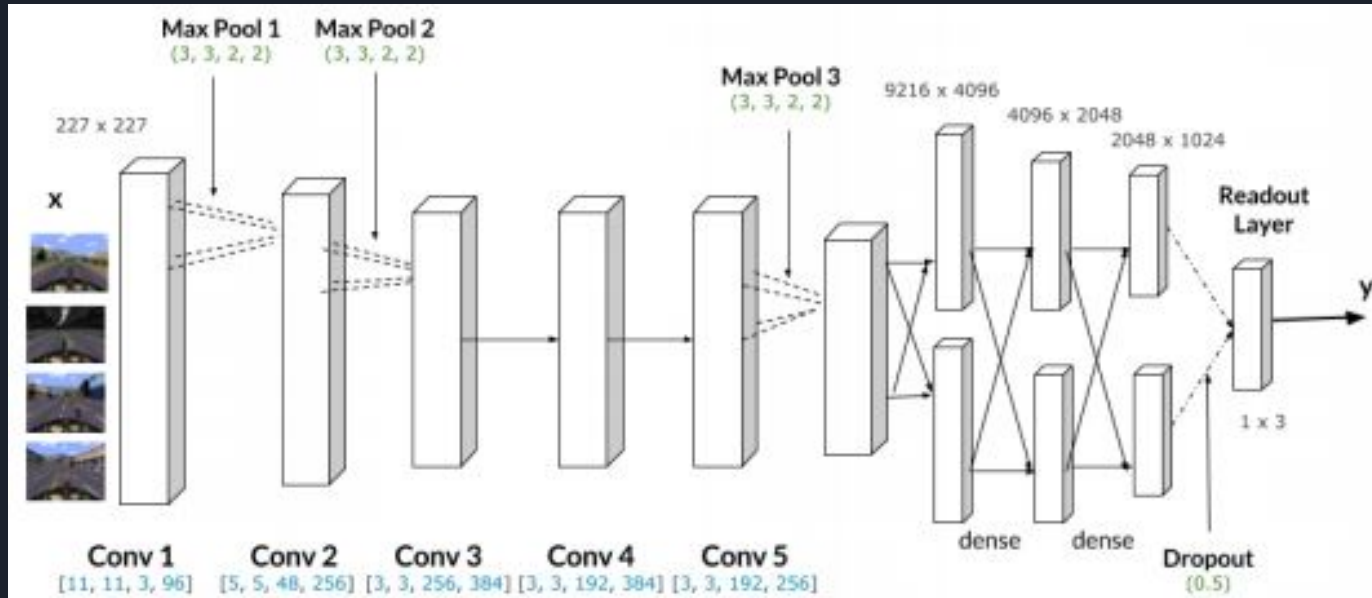 Max Pool 1
(3, 3, 2, 2)
Max Pool 2
(3, 3, 2, 2)
Max Pool 3
(3, 3, 2, 2)
227 x 227
9216 x 4096
4096 x 2048
2048 x 1024
x
Readout
Layer
y
1 x 3
dense
dense
Dropout
(0.5)
Conv 1
[11, 11, 3, 96]
Conv 2
[5, 5, 48, 256]
Conv 3
[3, 3, 256, 384]
Conv 4
[3, 3, 192, 384]
Conv 5
[3, 3, 192, 256]